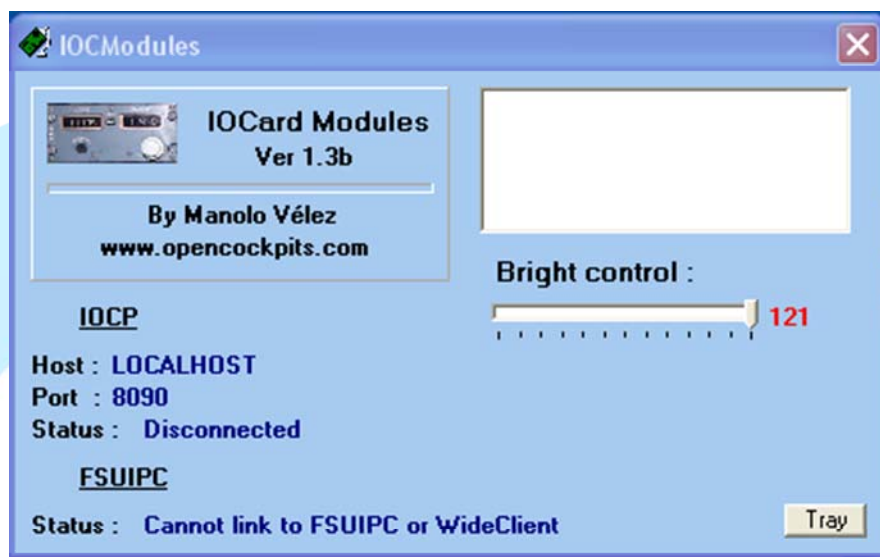 IOCModules
IOCard Modules
Ver 1.3b
By Manolo Vélez
www.opencockpits.com
Bright control :
121
IOCP
Host : LOCALHOST
Port : 8090
Status : Disconnected
FSUIPC
Status : Cannot link to FSUIPC or WideClient
Tray